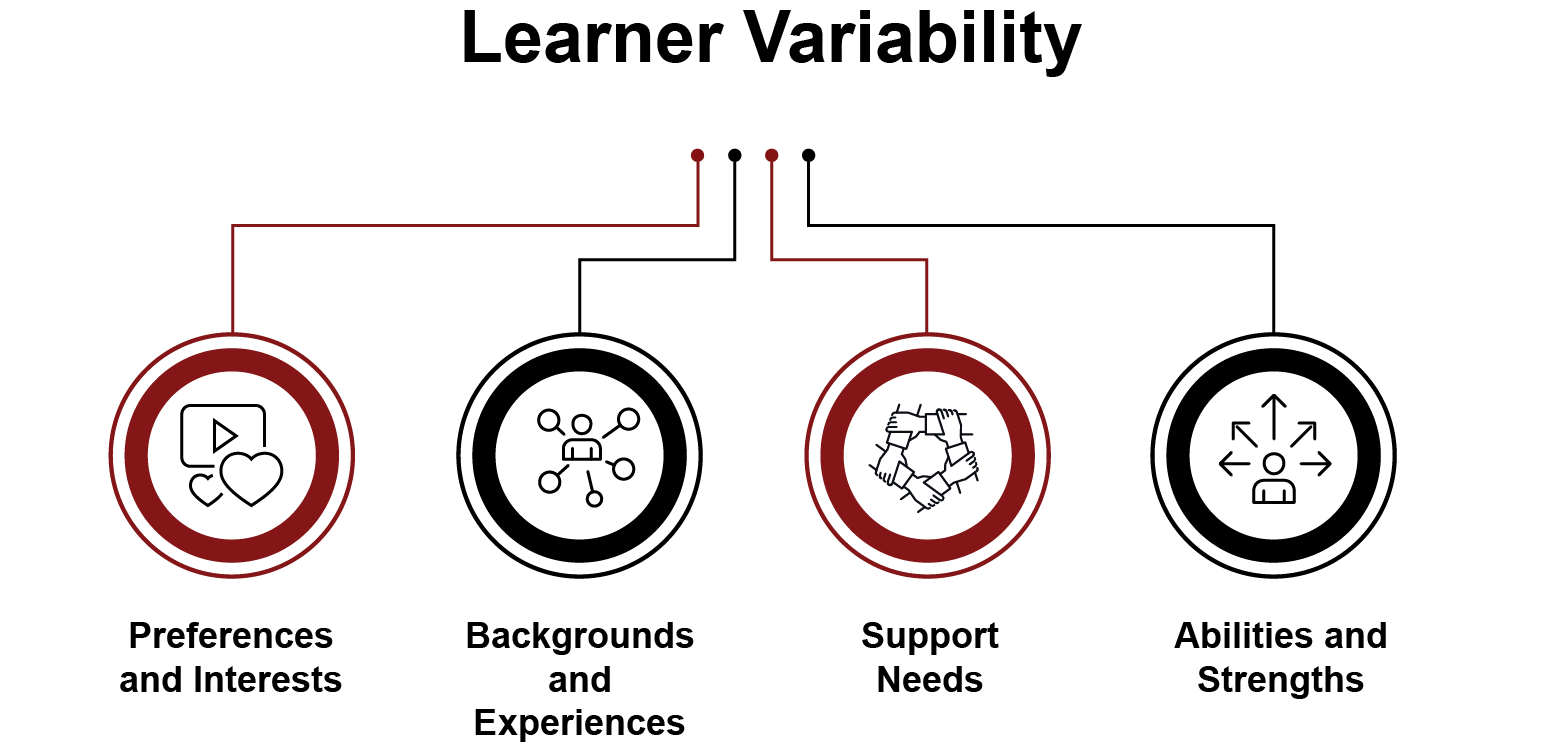 Learner Variability
Preferences
and Interests
Backgrounds
and
Experiences
Support
Needs
Abilities and
Strengths